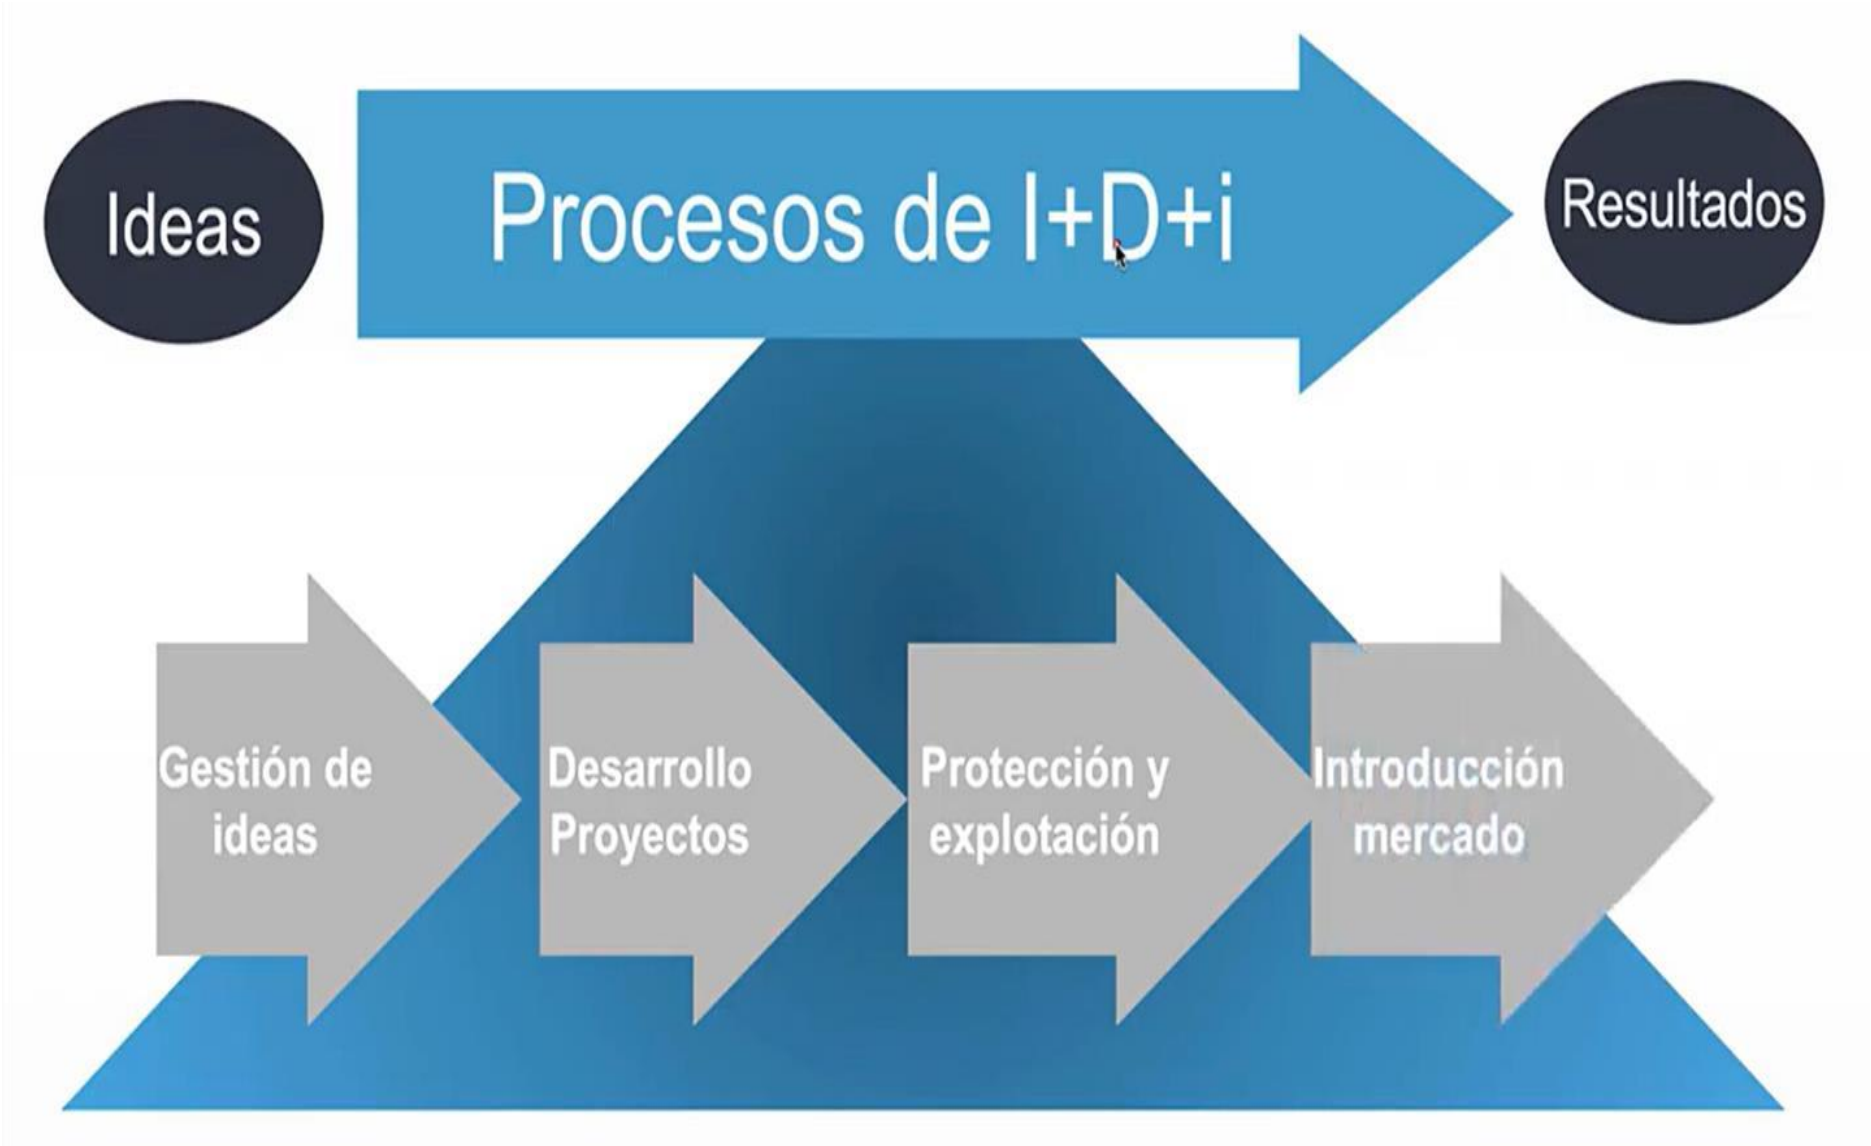 Ideas
Procesos de I+D+i
Resultados
Gestión de
ideas
Desarrollo
Proyectos
Protección y
explotación
Introducción
mercado